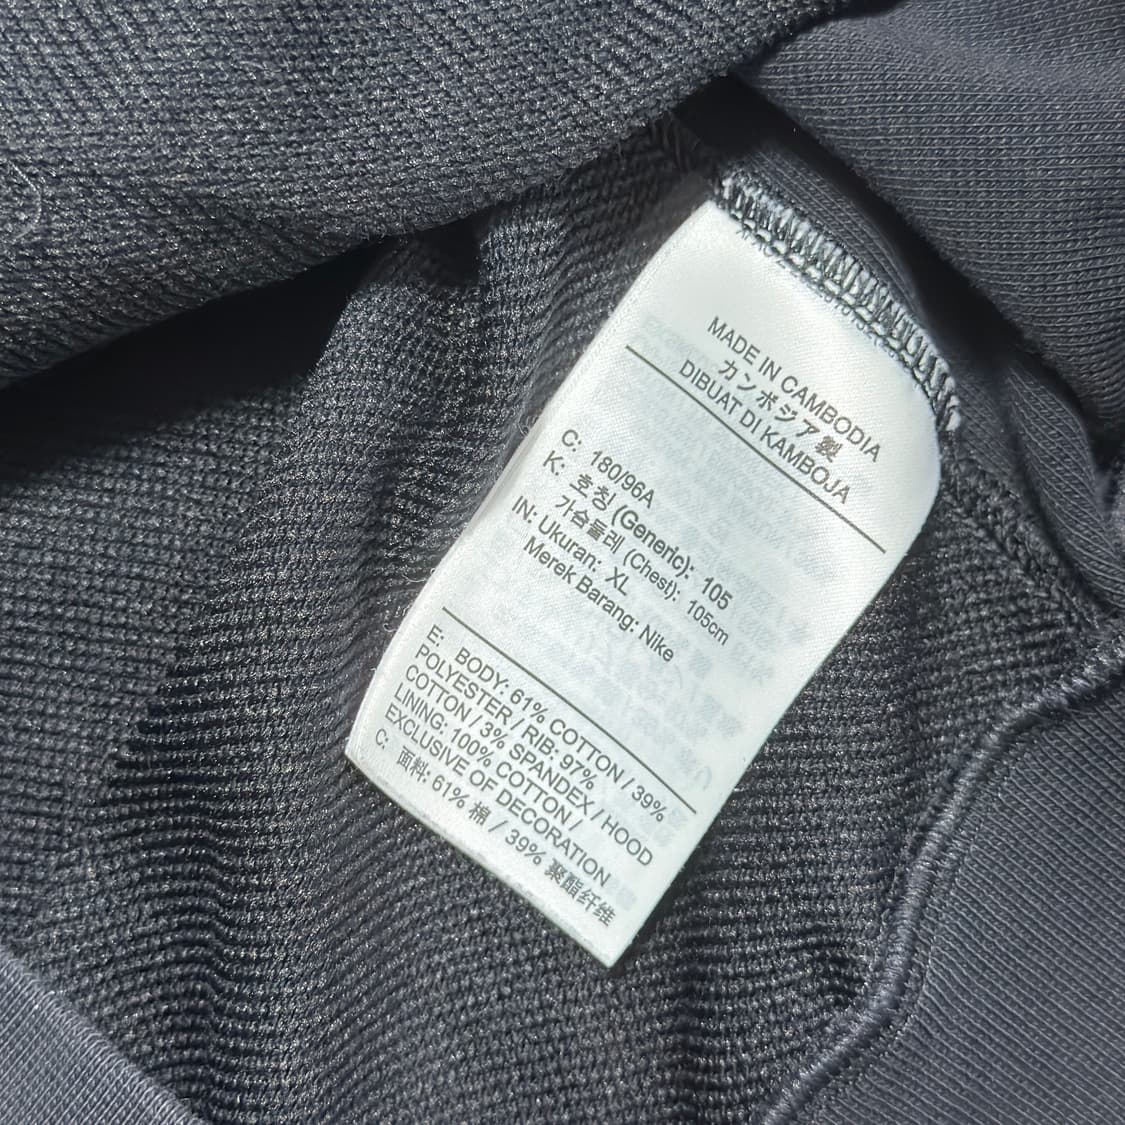 MADE IN CAMBODIA
カンボジア製
DIBUAT DI KAMBOJA
C: 180/96A
K: 호칭 (Generic): 105
가슴둘레 (Chest): 105cm
IN: Ukuran: XL
Merek Barang: Nike
E: BODY: 61% COTTON / 39%
POLYESTER / RIB: 97%
COTTON / 3% SPANDEX / HOOD
LINING: 100% COTTON /
EXCLUSIVE OF DECORATION
C: 面料: 61% 棉 / 39% 聚酯纤维